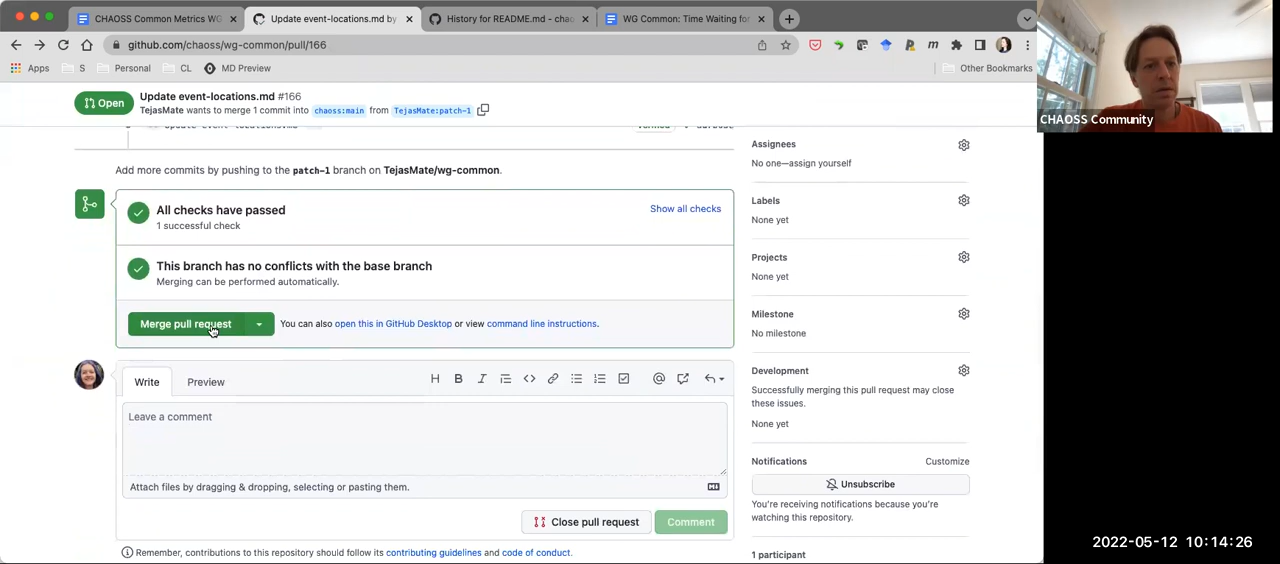 CHAOSS Common Metrics WG
Update event-locations.md by
History for README.md - chao
WG Common: Time Waiting for
github.com/chaoss/wg-common/pull/166
Apps
S
Personal
CL
MD Preview
Other Bookmarks
CHAOSS Community
Open
Update event-locations.md #166
TejasMate wants to merge 1 commit into chaoss:main from TejasMate:patch-1
Add more commits by pushing to the patch-1 branch on TejasMate/wg-common.
All checks have passed
Show all checks
1 successful check
This branch has no conflicts with the base branch
Merging can be performed automatically.
Merge pull request
You can also open this in GitHub Desktop or view command line instructions.
Write
Preview
Leave a comment
Attach files by dragging & dropping, selecting or pasting them.
Close pull request
Comment
Remember, contributions to this repository should follow its contributing guidelines and code of conduct.
Assignees
No one—assign yourself
Labels
None yet
Projects
None yet
Milestone
No milestone
Development
Successfully merging this pull request may close
these issues.
None yet
Notifications
Customize
Unsubscribe
You're receiving notifications because you're
watching this repository.
1 participant
2022-05-12 10:14:26